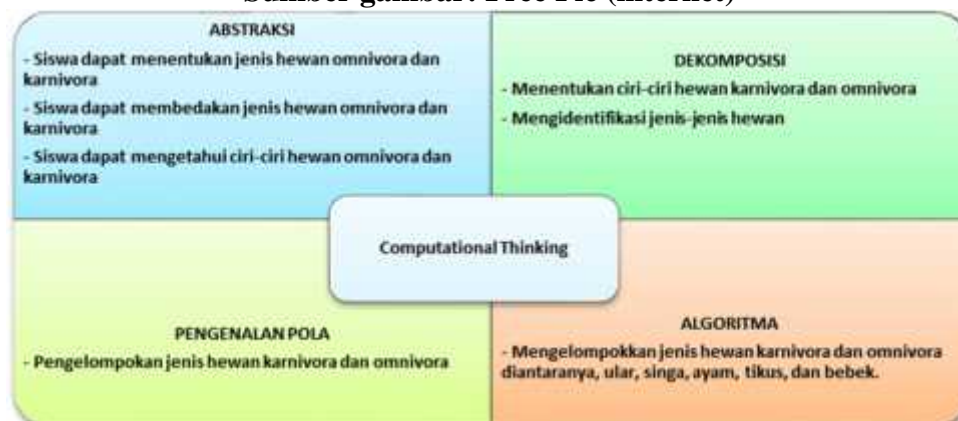 ABSTRAKSI
- Siswa dapat menentukan jenis hewan omnivora dan
karnivora
- Siswa dapat membedakan jenis hewan omnivora dan
karnivora
- Siswa dapat mengetahui ciri-ciri hewan omnivora dan
karnivora
DEKOMPOSISI
- Menentukan ciri-ciri hewan karnivora dan omnivora
- Mengidentifikasi jenis-jenis hewan
Computational Thinking
PENGENALAN POLA
- Pengelompokan jenis hewan karnivora dan omnivora
ALGORITMA
- Mengelompokkan jenis hewan karnivora dan omnivora
diantaranya, ular, singa, ayam, tikus, dan bebek.